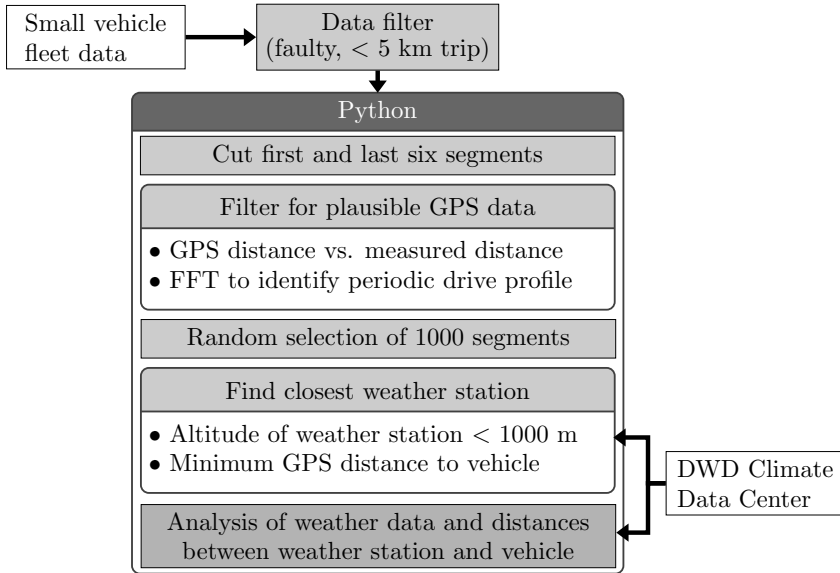 Small vehicle
fleet data
Data filter
(faulty, < 5 km trip)
Python
Cut first and last six segments
Filter for plausible GPS data
• GPS distance vs. measured distance
• FFT to identify periodic drive profile
Random selection of 1000 segments
Find closest weather station
• Altitude of weather station < 1000 m
• Minimum GPS distance to vehicle
DWD Climate
Data Center
Analysis of weather data and distances
between weather station and vehicle